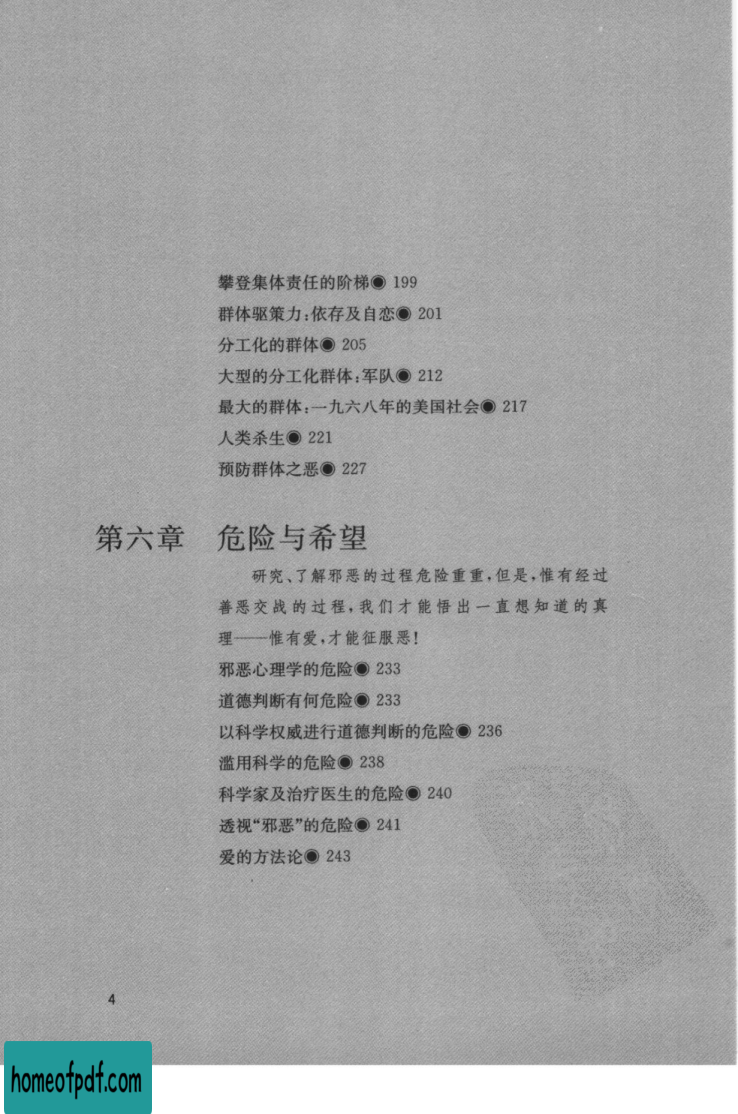 攀登集体责任的阶梯◉ 199
群体驱策力:依存及自恋◉ 201
分工化的群体◉ 205
大型的分工化群体:军队◉ 212
最大的群体:一九六八年的美国社会◉ 217
人类杀生◉ 221
预防群体之恶◉ 227
第六章 危险与希望
研究、了解邪恶的过程危险重重,但是,惟有经过
善恶交战的过程,我们才能悟出一直想知道的真
理——惟有爱,才能征服恶!
邪恶心理学的危险◉ 233
道德判断有何危险◉ 233
以科学权威进行道德判断的危险◉ 236
滥用科学的危险◉ 238
科学家及治疗医生的危险◉ 240
透视“邪恶”的危险◉ 241
爱的方法论◉ 243
4
homeofpdf.com